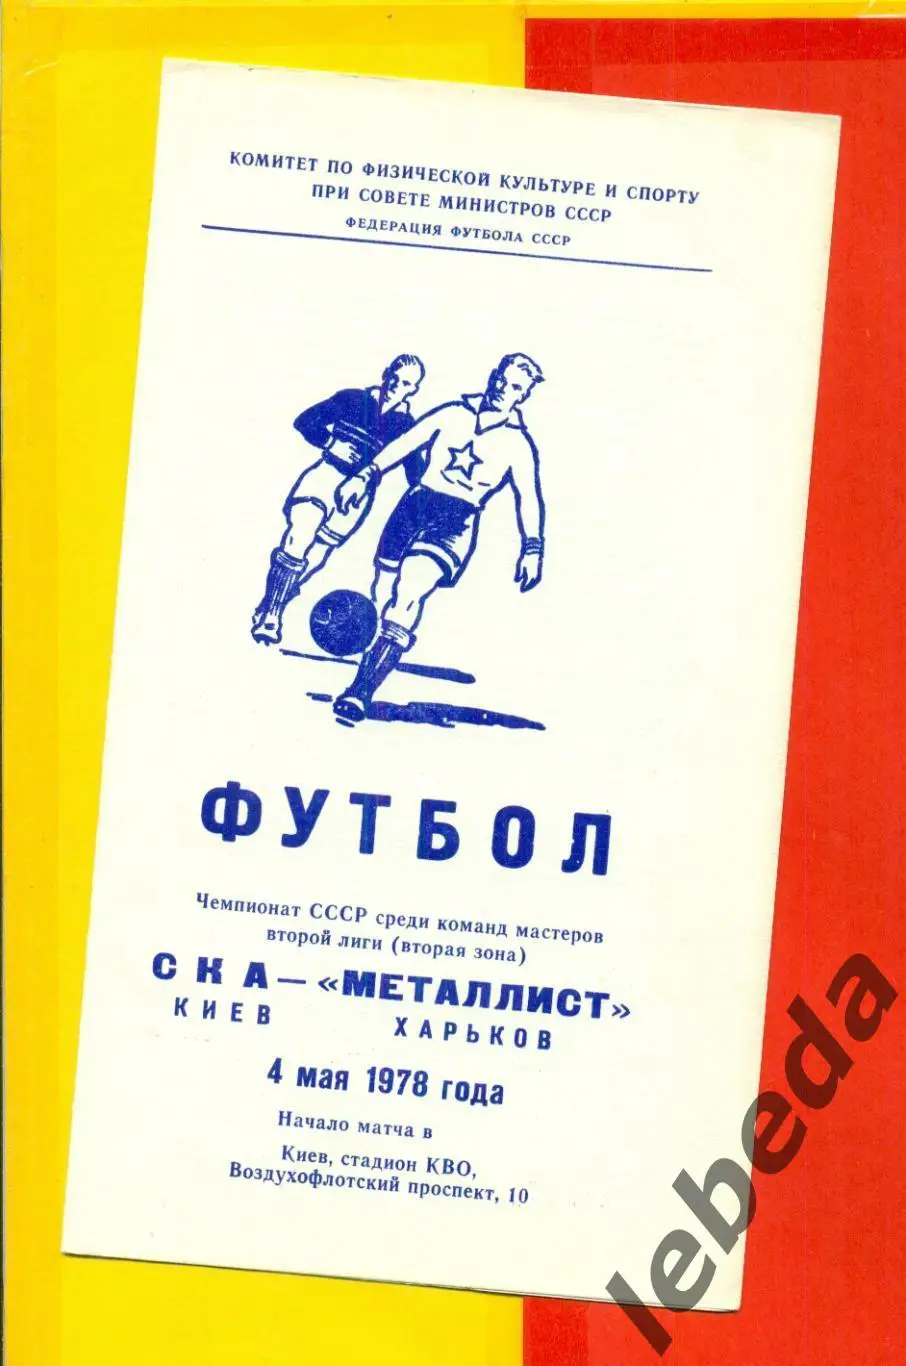 КОМИТЕТ ПО ФИЗИЧЕСКОЙ КУЛЬТУРЕ И СПОРТУ
ПРИ СОВЕТЕ МИНИСТРОВ СССР
ФЕДЕРАЦИЯ ФУТБОЛА СССР
ФУТБОЛ
Чемпионат СССР среди команд мастеров
второй лиги (вторая зона)
СКА — «МЕТАЛЛИСТ»
КИЕВ ХАРЬКОВ
4 мая 1978 года
Начало матча в
Киев, стадион КВО,
Воздухофлотский проспект, 10
lebeda